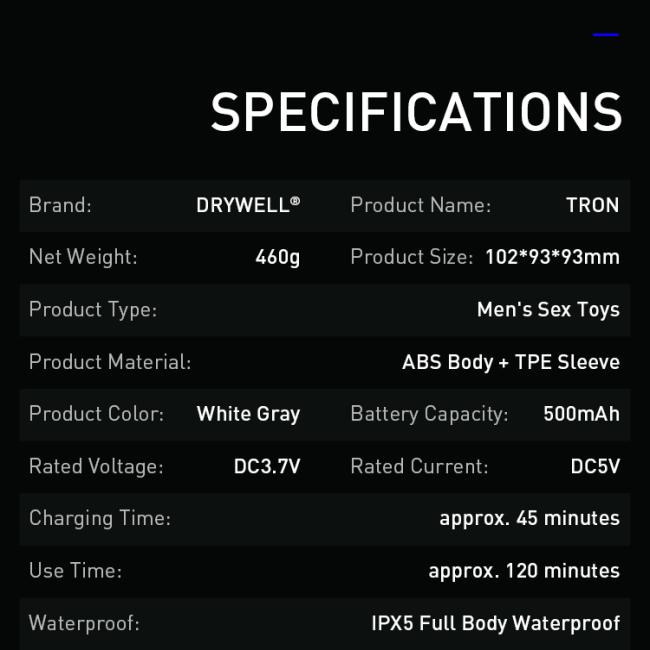 SPECIFICATIONS
Brand: DRYWELL® Product Name: TRON
Net Weight: 460g Product Size: 102*93*93mm
Product Type: Men's Sex Toys
Product Material: ABS Body + TPE Sleeve
Product Color: White Gray Battery Capacity: 500mAh
Rated Voltage: DC3.7V Rated Current: DC5V
Charging Time: approx. 45 minutes
Use Time: approx. 120 minutes
Waterproof: IPX5 Full Body Waterproof